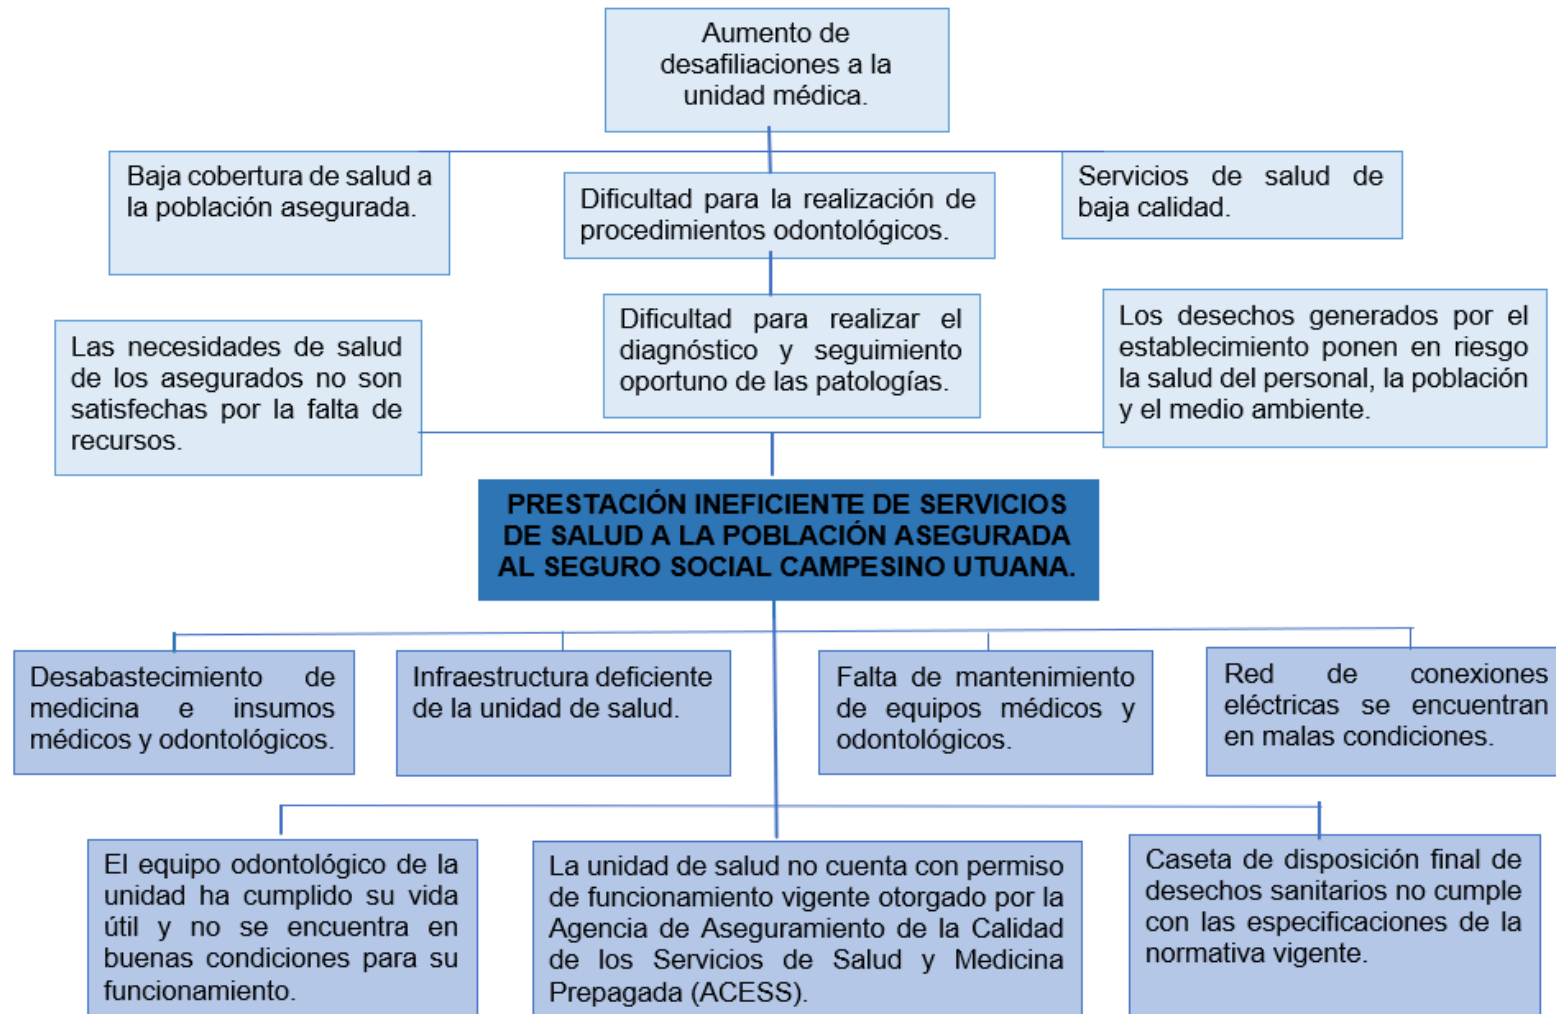 Aumento de
desafiliaciones a la
unidad médica.
Baja cobertura de salud a
la población asegurada.
Dificultad para la realización de
procedimientos odontológicos.
Servicios de salud de
baja calidad.
Las necesidades de salud
de los asegurados no son
satisfechas por la falta de
recursos.
Dificultad para realizar el
diagnóstico y seguimiento
oportuno de las patologías.
Los desechos generados por el
establecimiento ponen en riesgo
la salud del personal, la población
y el medio ambiente.
PRESTACIÓN INEFICIENTE DE SERVICIOS
DE SALUD A LA POBLACIÓN ASEGURADA
AL SEGURO SOCIAL CAMPESINO UTUANA.
Desabastecimiento de
medicina e insumos
médicos y odontológicos.
Infraestructura deficiente
de la unidad de salud.
Falta de mantenimiento
de equipos médicos y
odontológicos.
Red de conexiones
eléctricas se encuentran
en malas condiciones.
El equipo odontológico de la
unidad ha cumplido su vida
útil y no se encuentra en
buenas condiciones para su
funcionamiento.
La unidad de salud no cuenta con permiso
de funcionamiento vigente otorgado por la
Agencia de Aseguramiento de la Calidad
de los Servicios de Salud y Medicina
Prepagada (ACESS).
Caseta de disposición final de
desechos sanitarios no cumple
con las especificaciones de la
normativa vigente.